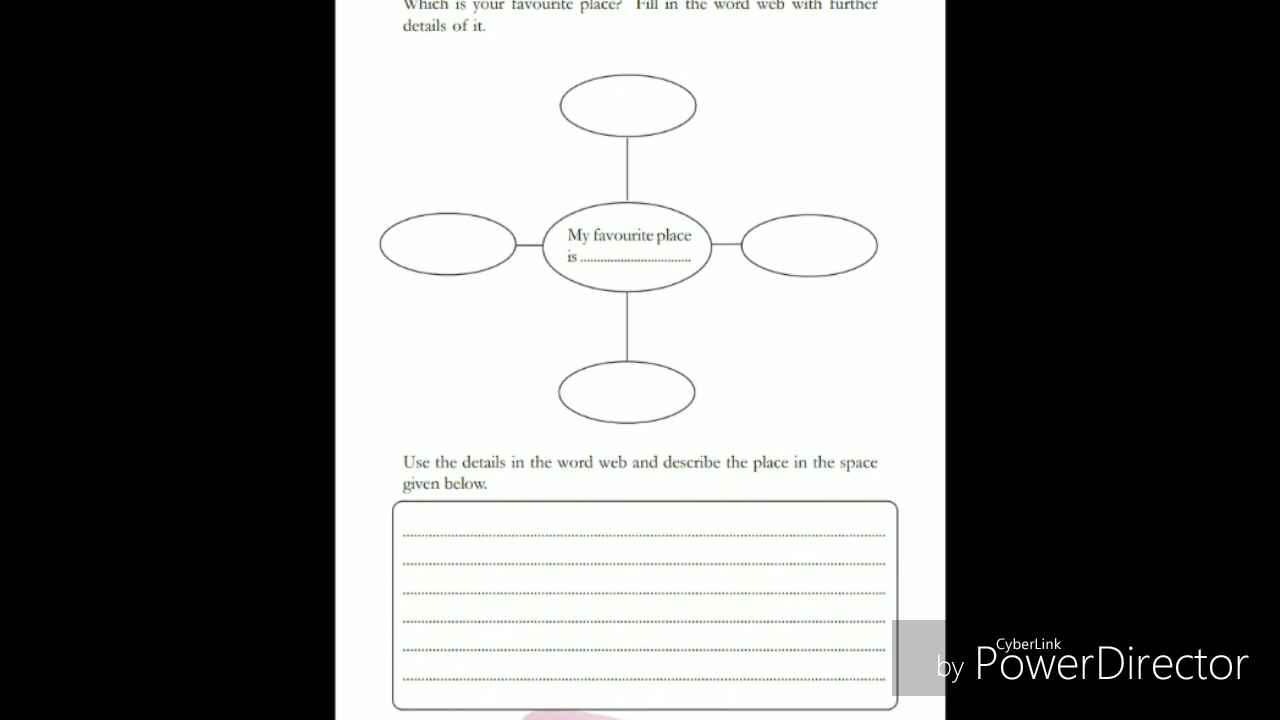 Which is your favourite place? Fill in the word web with further
details of it.
My favourite place
is ..................................
Use the details in the word web and describe the place in the space
given below.
CyberLink
by PowerDirector